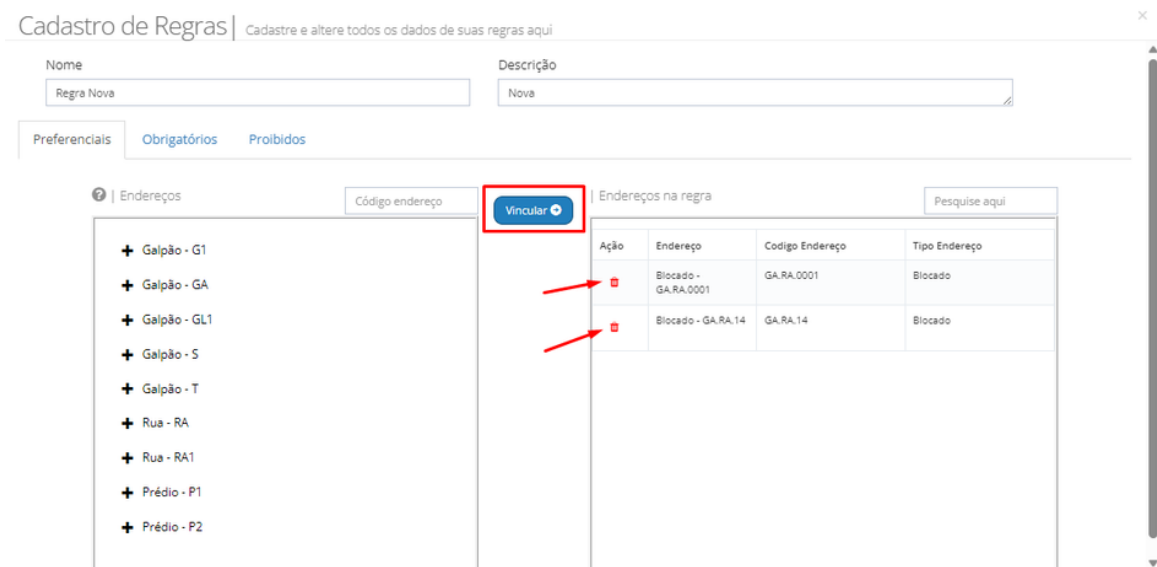 Cadastro de Regras| Cadastre e altere todos os dados de suas regras aqui
×
Nome
Descrição
Regra Nova
Nova
Preferenciais
Obrigatórios
Proibidos
? | Endereços
Código endereço
Vincular
| Endereços na regra
Pesquise aqui
+ Galpão - G1
+ Galpão - GA
+ Galpão - GL1
+ Galpão - S
+ Galpão - T
+ Rua - RA
+ Rua - RA1
+ Prédio - P1
+ Prédio - P2
Ação Endereço Codigo Endereço Tipo Endereço
Blocado - GA.RA.0001 GA.RA.0001 Blocado
Blocado - GA.RA.14 GA.RA.14 Blocado